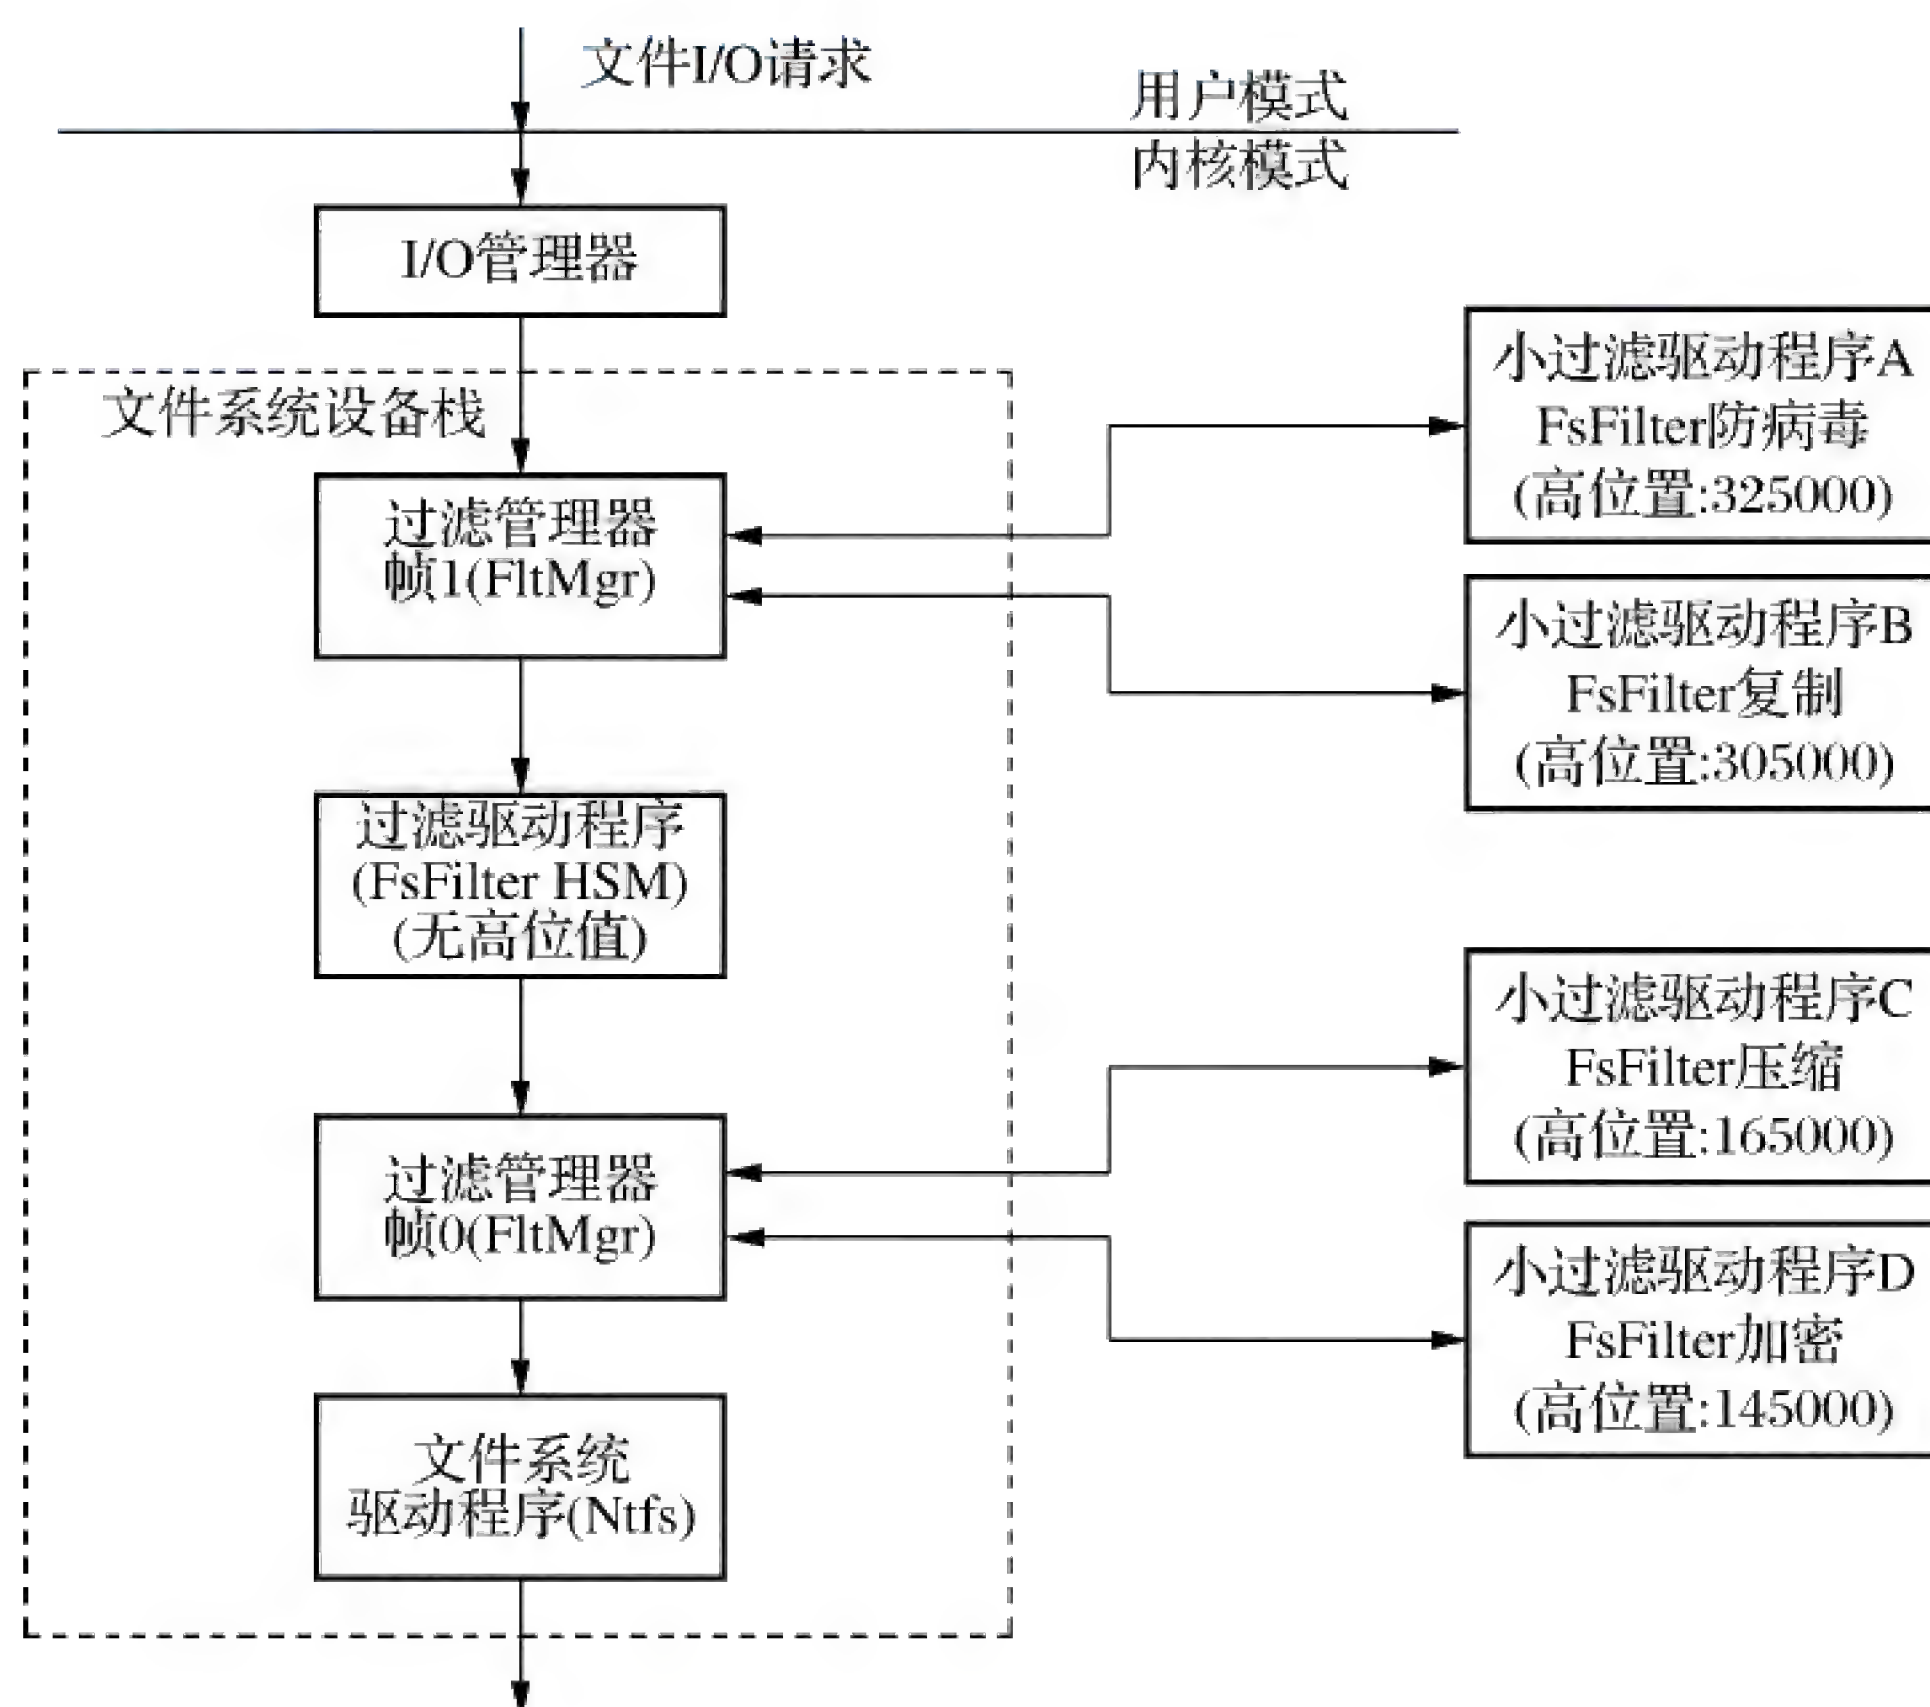 文件I/O请求
用户模式
内核模式
I/O管理器
文件系统设备栈
过滤管理器
帧1(FltMgr)
过滤驱动程序
(FsFilter HSM)
(无高位值)
过滤管理器
帧0(FltMgr)
文件系统
驱动程序(Ntfs)
小过滤驱动程序A
FsFilter防病毒
(高位置:325000)
小过滤驱动程序B
FsFilter复制
(高位置:305000)
小过滤驱动程序C
FsFilter压缩
(高位置:165000)
小过滤驱动程序D
FsFilter加密
(高位置:145000)